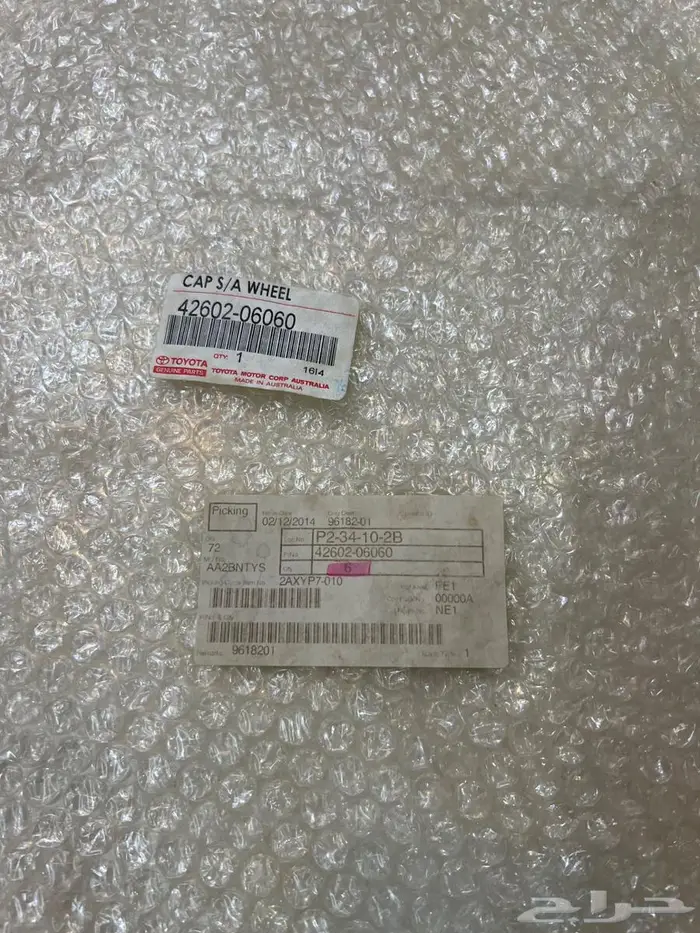 CAP S/A WHEEL
42602-06060
QTY. 1
1614
TOYOTA
GENUINE PARTS
TOYOTA MOTOR CORP AUSTRALIA
MADE IN AUSTRALIA
Picking
02/12/2014 96182-01
72
P2-34-10-2B
42602-06060
6
AA2BNTYS
2AXYP7-010
FE1
00000A
NE1
9618201
1
حراج